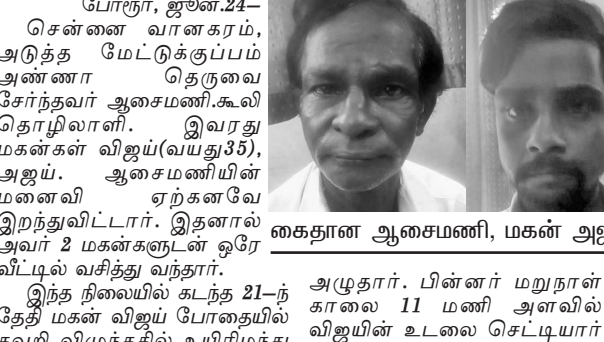 போரூர், ஜூன்.24–
சென்னை வானகரம்,
அடுத்த மேட்டுக்குப்பம்
அண்ணா தெருவை
சேர்ந்தவர் ஆசைமணி.கூலி
தொழிலாளி. இவரது
மகன்கள் விஜய்(வயது35),
அஜய். ஆசைமணியின்
மனைவி ஏற்கனவே
இறந்துவிட்டார். இதனால்
அவர் 2 மகன்களுடன் ஒரே
வீட்டில் வசித்து வந்தார்.
இந்த நிலையில் கடந்த 21–ந்
தேதி மகன் விஜய் போதையில்
கைதான ஆசைமணி, மகன்
அழுதார். பின்னர் மறுநாள்
காலை 11 மணி அளவில்
விஜயின் உடலை செட்டியார்